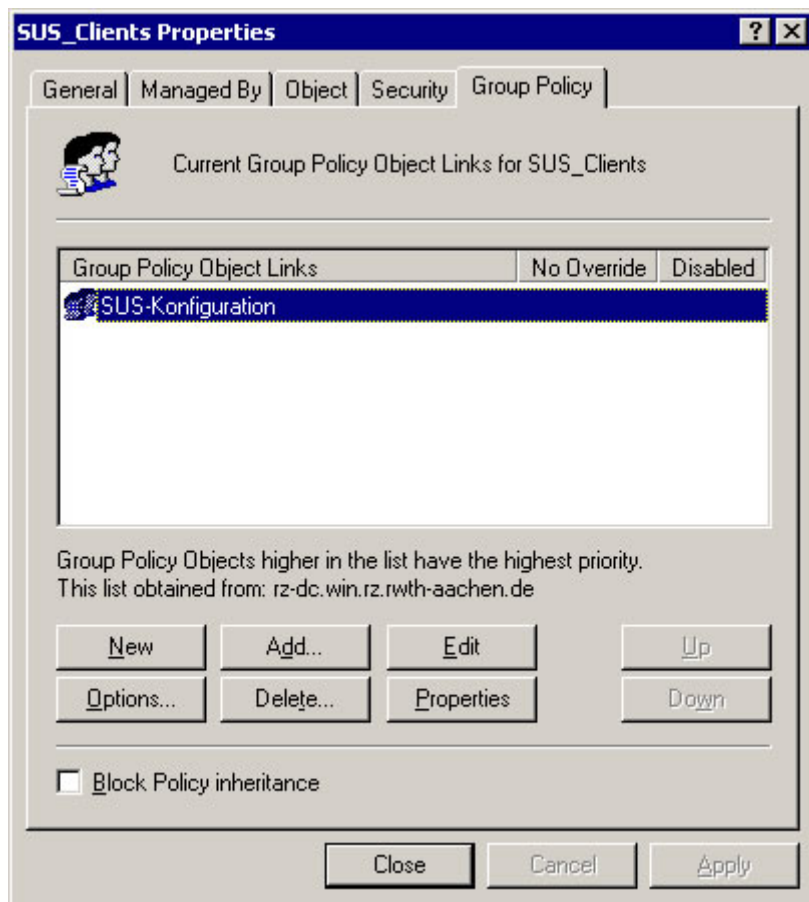 SUS_Clients Properties
General Managed By Object Security Group Policy
Current Group Policy Object Links for SUS_Clients
Group Policy Object Links No Override Disabled
SUS-Konfiguration
Group Policy Objects higher in the list have the highest priority.
This list obtained from: rz-dc.win.rz.rwth-aachen.de
New Add... Edit Up
Options... Delete... Properties Down
Block Policy inheritance
Close Cancel Apply